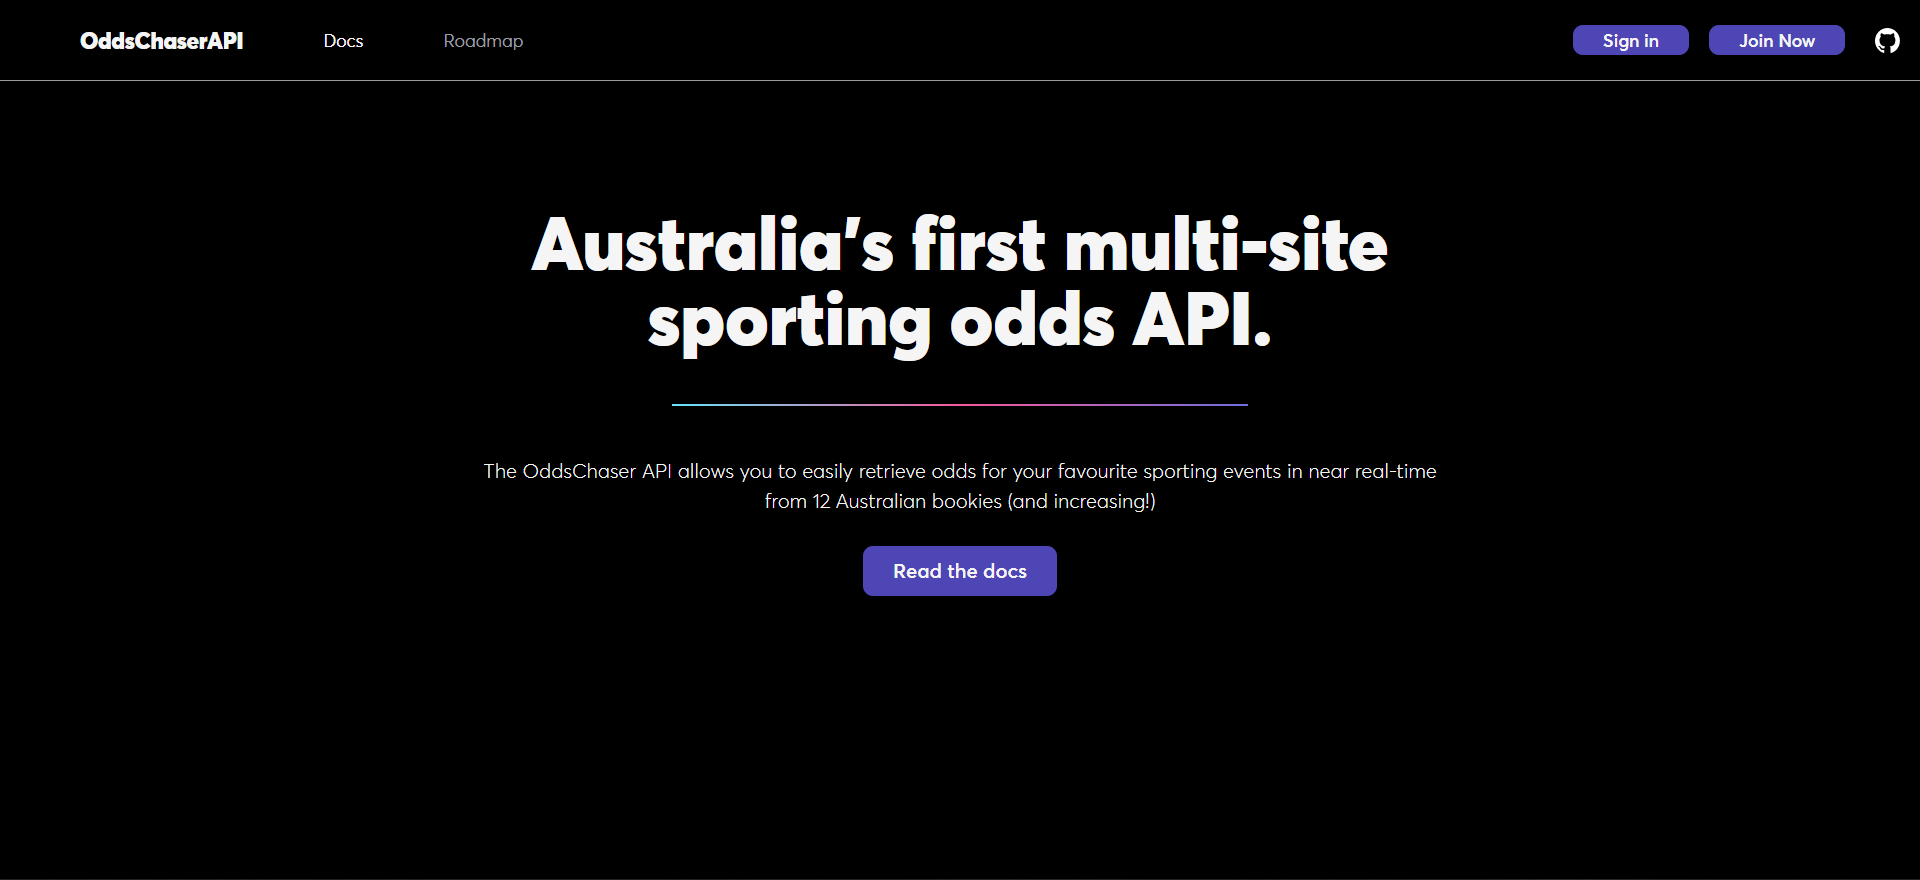 OddsChaserAPI Docs Roadmap Sign in Join Now
Australia's first multi-site
sporting odds API.
The OddsChaser API allows you to easily retrieve odds for your favourite sporting events in near real-time
from 12 Australian bookies (and increasing!)
Read the docs